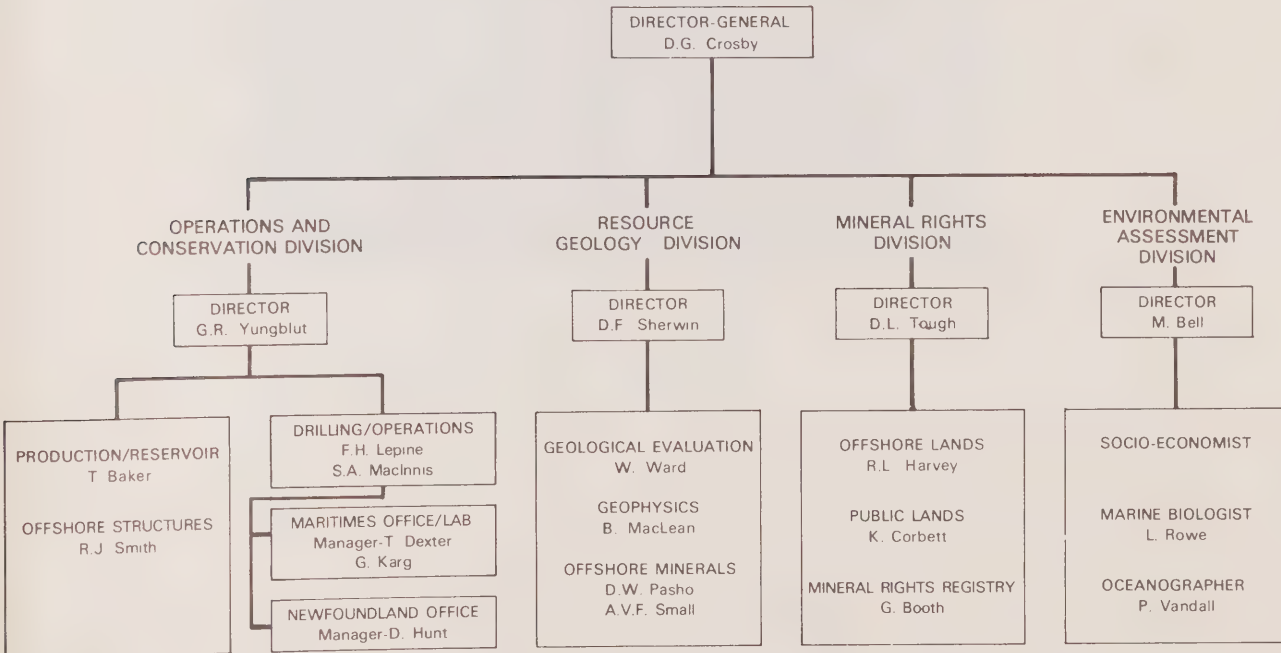 DIRECTOR-GENERAL
D.G. Crosby
OPERATIONS AND
CONSERVATION DIVISION
DIRECTOR
G.R. Yungblut
PRODUCTION/RESERVOIR
T Baker
OFFSHORE STRUCTURES
R.J Smith
DRILLING/OPERATIONS
F.H. Lepine
S.A. MacInnis
MARITIMES OFFICE/LAB
Manager-T Dexter
G. Karg
NEWFOUNDLAND OFFICE
Manager-D. Hunt
RESOURCE
GEOLOGY DIVISION
DIRECTOR
D.F Sherwin
GEOLOGICAL EVALUATION
W. Ward
GEOPHYSICS
B. MacLean
OFFSHORE MINERALS
D.W. Pasho
A.V.F. Small
MINERAL RIGHTS
DIVISION
DIRECTOR
D.L. Tough
OFFSHORE LANDS
R.L Harvey
PUBLIC LANDS
K. Corbett
MINERAL RIGHTS REGISTRY
G. Booth
ENVIRONMENTAL
ASSESSMENT
DIVISION
DIRECTOR
M. Bell
SOCIO-ECONOMIST
MARINE BIOLOGIST
L. Rowe
OCEANOGRAPHER
P. Vandall